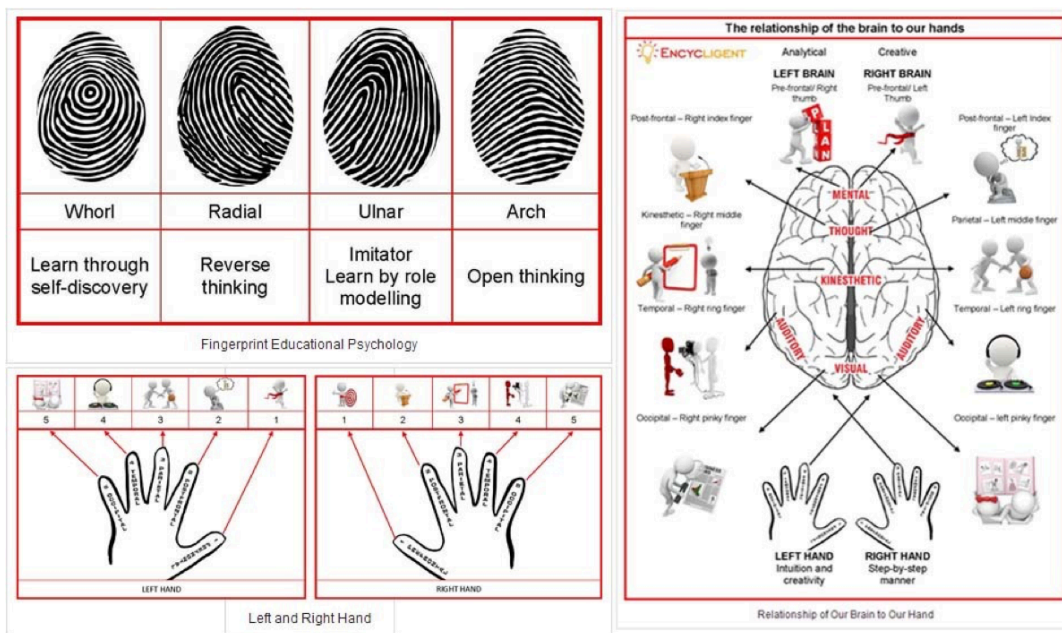 Whorl
Radial
Ulnar
Arch
Learn through
self-discovery
Reverse
thinking
Imitator
Learn by role
modelling
Open thinking
Fingerprint Educational Psychology
5
4
3
2
1
1
2
3
4
5
LEFT HAND
RIGHT HAND
Left and Right Hand
The relationship of the brain to our hands
ENCYCLIGENT
Analytical
Creative
LEFT BRAIN
RIGHT BRAIN
Pre-frontal/ Right
thumb
Pre-frontal/ Left
Thumb
Post-frontal – Right index finger
Post-frontal – Left Index
finger
PLAN
MENTAL
Kinesthetic – Right middle
finger
Parietal – Left middle finger
THOUGHT
KINESTHETIC
Temporal – Right ring finger
Temporal – Left ring finger
AUDITORY
AUDITORY
VISUAL
Occipital – Right pinky finger
Occipital – left pinky finger
LEFT HAND
Intuition and
creativity
RIGHT HAND
Step-by-step
manner
Relationship of Our Brain to Our Hand